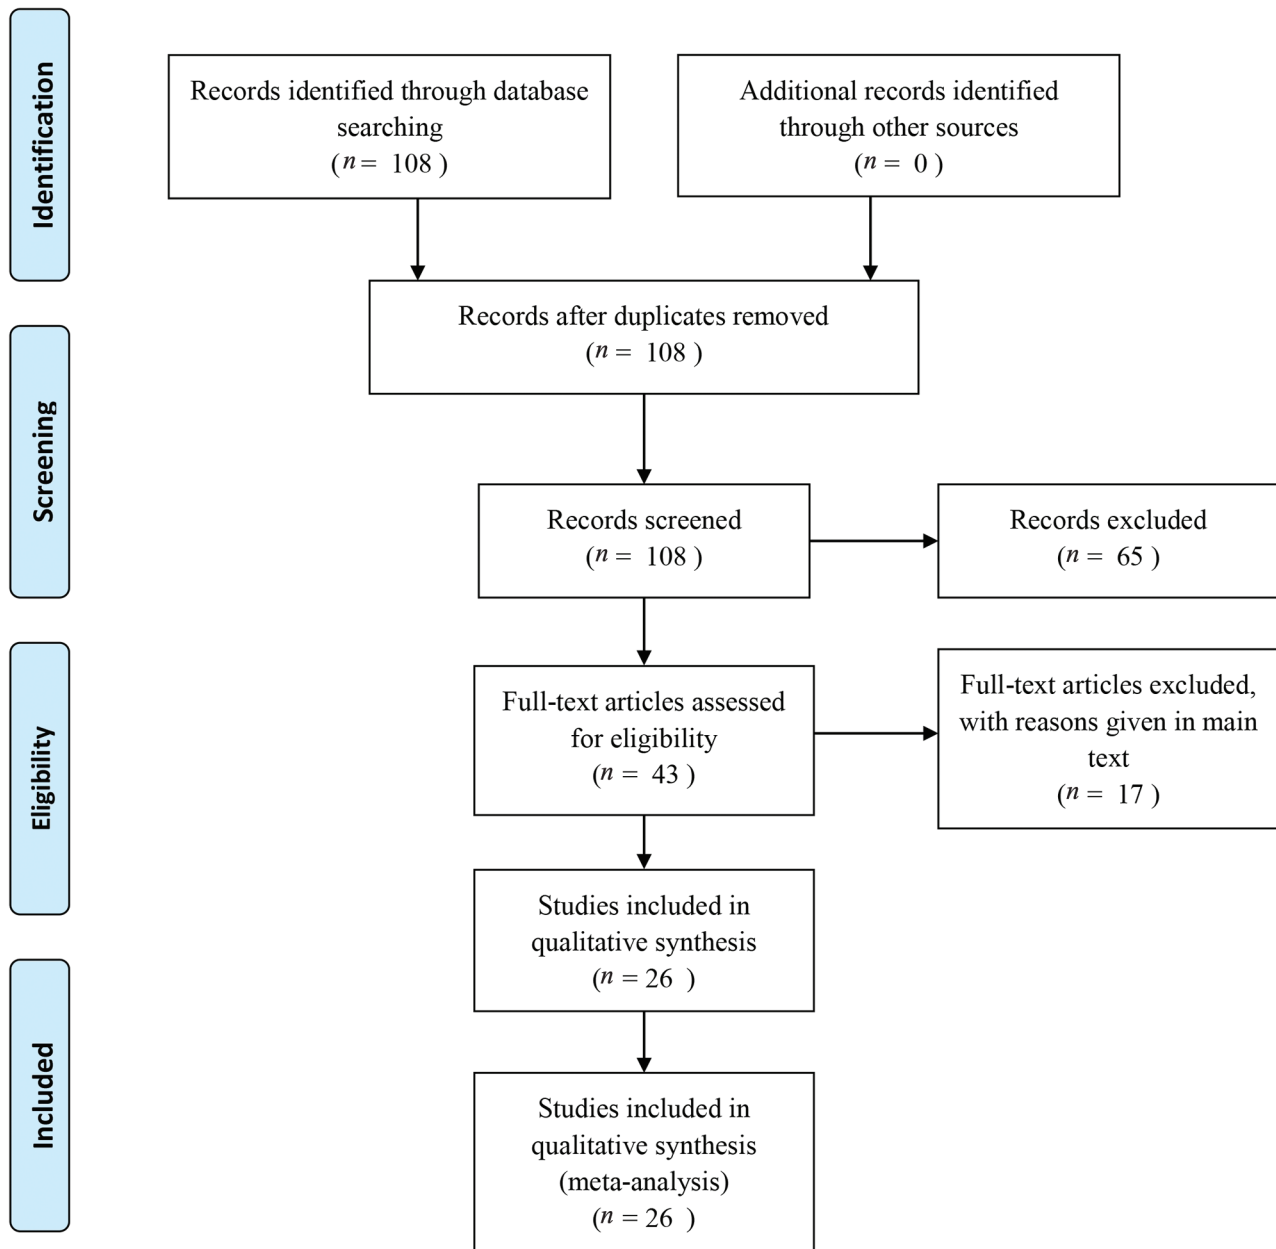 Identification
Records identified through database
searching
(n = 108 )
Additional records identified
through other sources
(n = 0 )
Records after duplicates removed
(n = 108 )
Screening
Records screened
(n = 108 )
Records excluded
(n = 65 )
Eligibility
Full-text articles assessed
for eligibility
(n = 43 )
Full-text articles excluded,
with reasons given in main
text
(n = 17 )
Studies included in
qualitative synthesis
(n = 26 )
Included
Studies included in
qualitative synthesis
(meta-analysis)
(n = 26 )